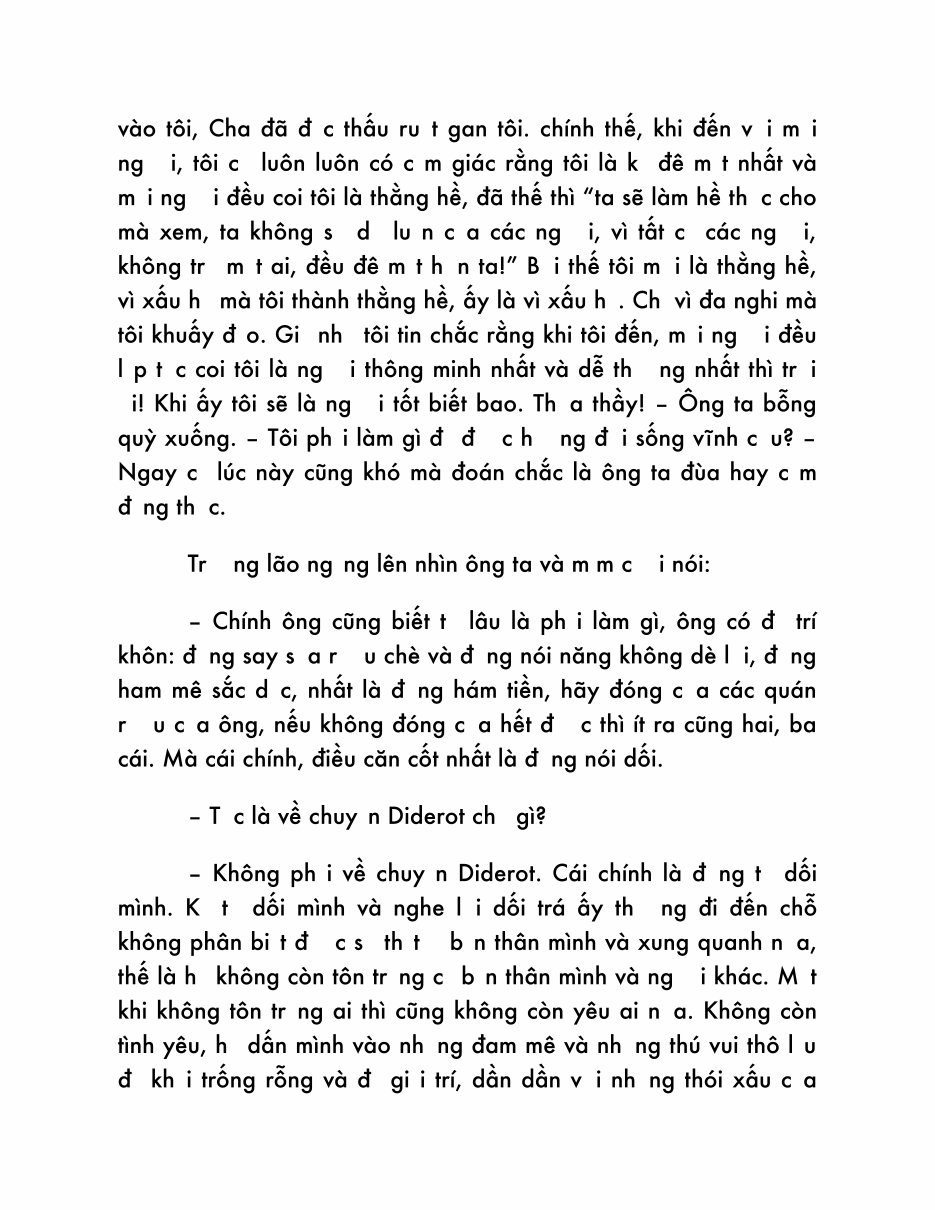 vào tôi, Cha đã đ c thấu ru t gan tôi. chính thế, khi đến v i m i
ng i, tôi c luôn luôn có c m giác rằng tôi là k đê m t nhất và
m i ng i đều coi tôi là thằng hề, đã thế thì “ta sẽ làm hề th c cho
mà xem, ta không s d lu n c a các ng i, vì tất c các ng i,
không tr m t ai, đều đê m t h n ta!” B i thế tôi m i là thằng hề,
vì xấu h mà tôi thành thằng hề, ấy là vì xấu h . Ch vì đa nghi mà
tôi khuấy đ o. Gi nh tôi tin chắc rằng khi tôi đến, m i ng i đều
l p t c coi tôi là ng i thông minh nhất và dễ th ng nhất thì tr i
i! Khi ấy tôi sẽ là ng i tốt biết bao. Th a thầy! – Ông ta bỗng
quỳ xuống. – Tôi ph i làm gì đ đ c h ng đ i sống vĩnh c u? –
Ngay c lúc này cũng khó mà đoán chắc là ông ta đùa hay c m
đ ng th c.
Tr ng lão ng ng lên nhìn ông ta và m m c i nói:
– Chính ông cũng biết t lâu là ph i làm gì, ông có đ trí
khôn: đ ng say s a r u chè và đ ng nói năng không dè l i, đ ng
ham mê sắc d c, nhất là đ ng hám tiền, hãy đóng c a các quán
r u c a ông, nếu không đóng c a hết đ c thì ít ra cũng hai, ba
cái. Mà cái chính, điều căn cốt nhất là đ ng nói dối.
– T c là về chuy n Diderot ch gì?
– Không ph i về chuy n Diderot. Cái chính là đ ng t dối
mình. K t dối mình và nghe l i dối trá ấy th ng đi đến chỗ
không phân bi t đ c s th t b n thân mình và xung quanh n a,
thế là h không còn tôn tr ng c b n thân mình và ng i khác. M t
khi không tôn tr ng ai thì cũng không còn yêu ai n a. Không còn
tình yêu, h dấn mình vào nh ng đam mê và nh ng thú vui thô l u
đ kh i trống rỗng và đ gi i trí, dần dần v i nh ng thói xấu c a